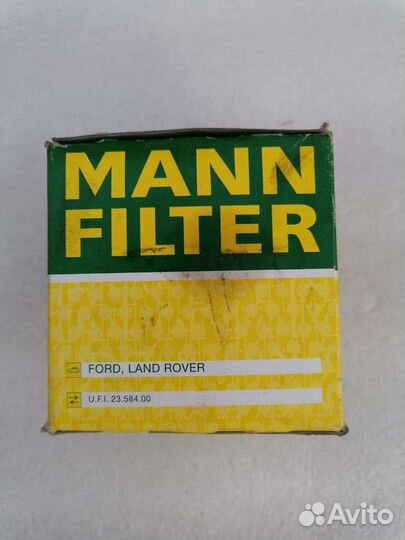 MANN
FILTER
FORD, LAND ROVER
U.F.I. 23.584.00
Avito